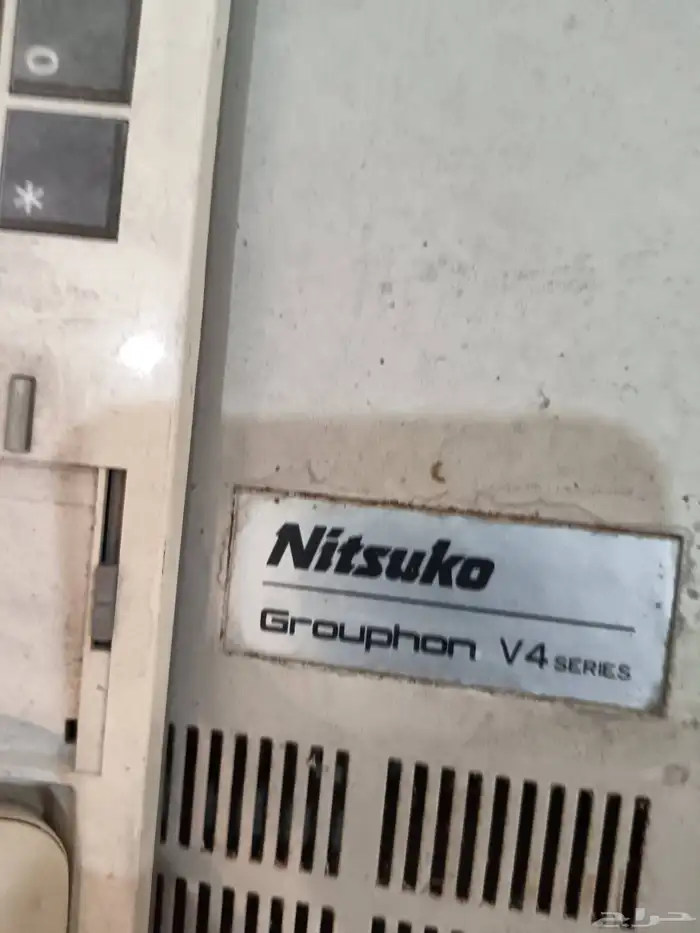 0
*
Nitsuko
Grouphon V4 SERIES
حراج